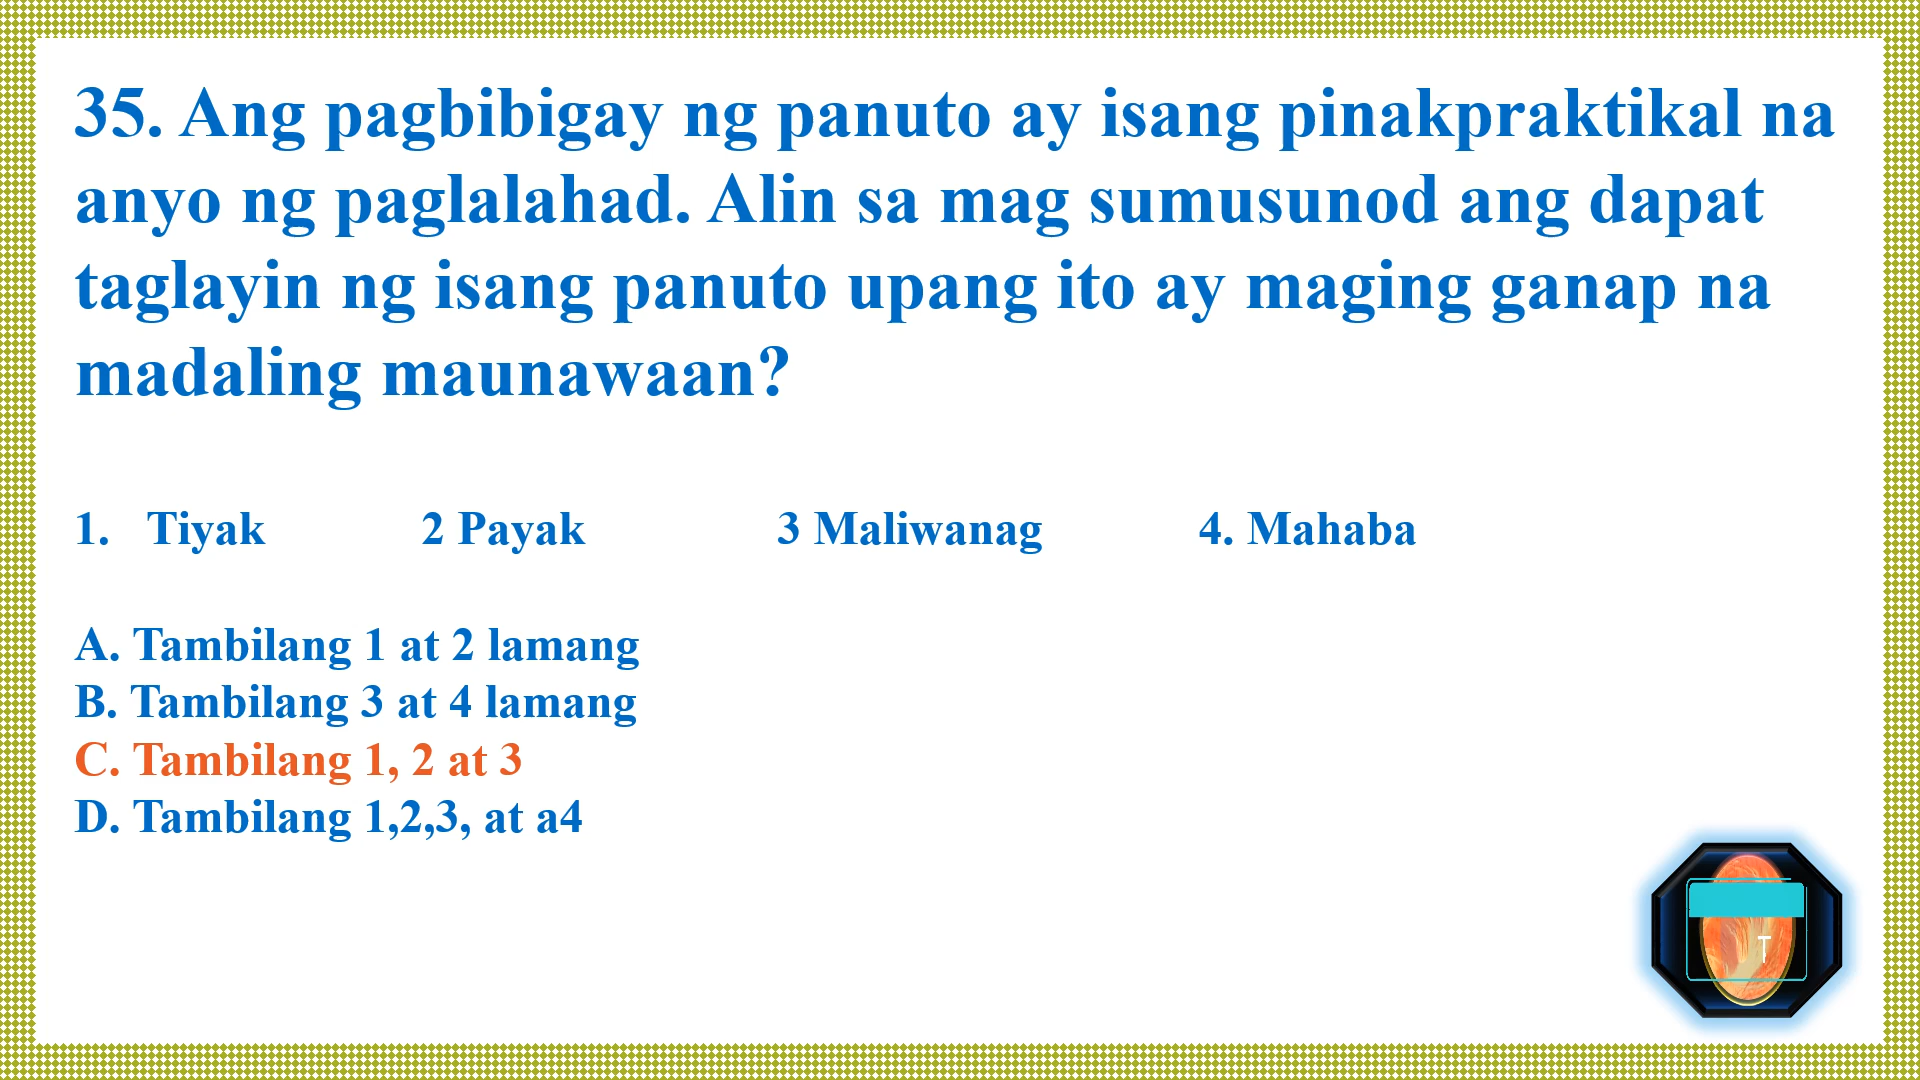 35. Ang pagbibigay ng panuto ay isang pinakpraktikal na
anyo ng paglalahad. Alin sa mag sumusunod ang dapat
taglayin ng isang panuto upang ito ay maging ganap na
madaling maunawaan?
1. Tiyak 2 Payak 3 Maliwanag 4. Mahaba
A. Tambilang 1 at 2 lamang
B. Tambilang 3 at 4 lamang
C. Tambilang 1, 2 at 3
D. Tambilang 1,2,3, at a4
T